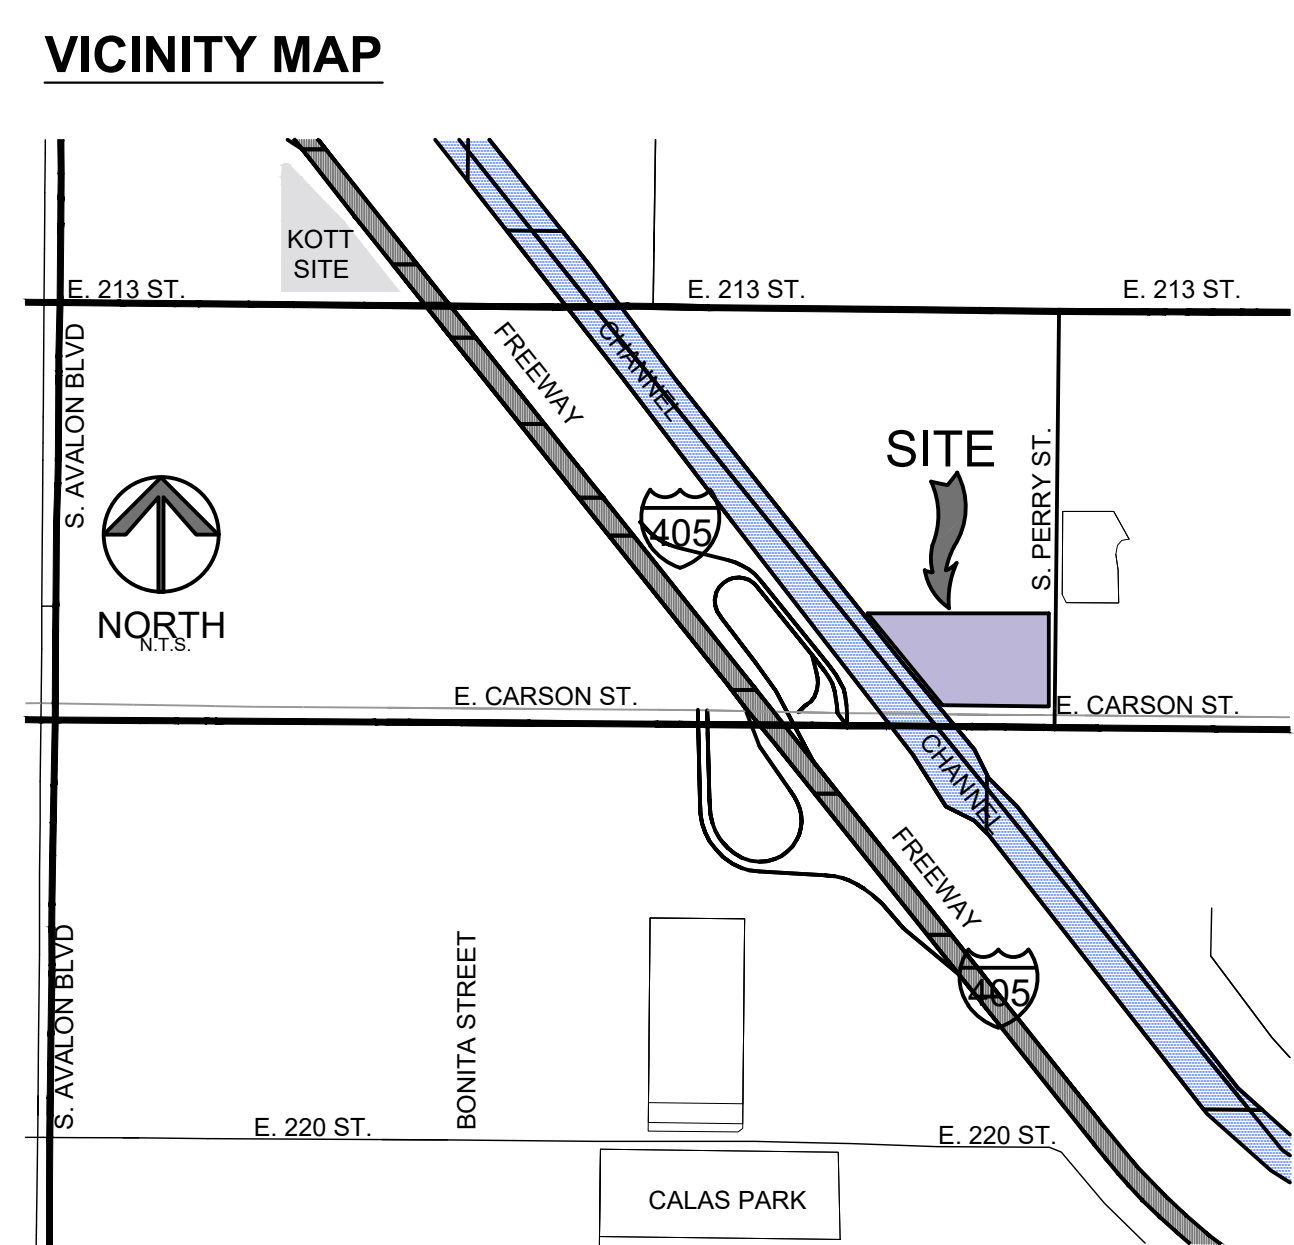 VICINITY MAP
KOTT
SITE
E. 213 ST.
E. 213 ST.
E. 213 ST.
S. AVALON BLVD
FREEWAY
CHANNEL
SITE
S. PERRY ST.
405
NORTH
N.T.S.
E. CARSON ST.
E. CARSON ST.
CHANNEL
FREEWAY
S. AVALON BLVD
BONITA STREET
405
E. 220 ST.
E. 220 ST.
CALAS PARK